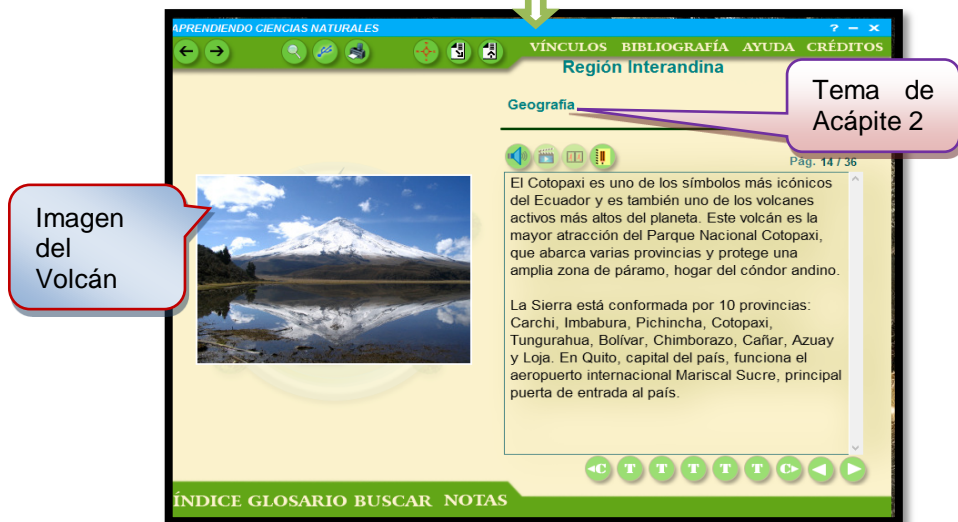 APRENDIENDO CIENCIAS NATURALES
? – ×
VÍNCULOS BIBLIOGRAFÍA AYUDA CRÉDITOS
Región Interandina
Geografia
Tema de
Acápite 2
Pág. 14 / 36
Imagen
del
Volcán
El Cotopaxi es uno de los símbolos más icónicos
del Ecuador y es también uno de los volcanes
activos más altos del planeta. Este volcán es la
mayor atracción del Parque Nacional Cotopaxi,
que abarca varias provincias y protege una
amplia zona de páramo, hogar del cóndor andino.
La Sierra está conformada por 10 provincias:
Carchi, Imbabura, Pichincha, Cotopaxi,
Tungurahua, Bolívar, Chimborazo, Cañar, Azuay
y Loja. En Quito, capital del país, funciona el
aeropuerto internacional Mariscal Sucre, principal
puerta de entrada al país.
C T T T T T C
ÍNDICE GLOSARIO BUSCAR NOTAS